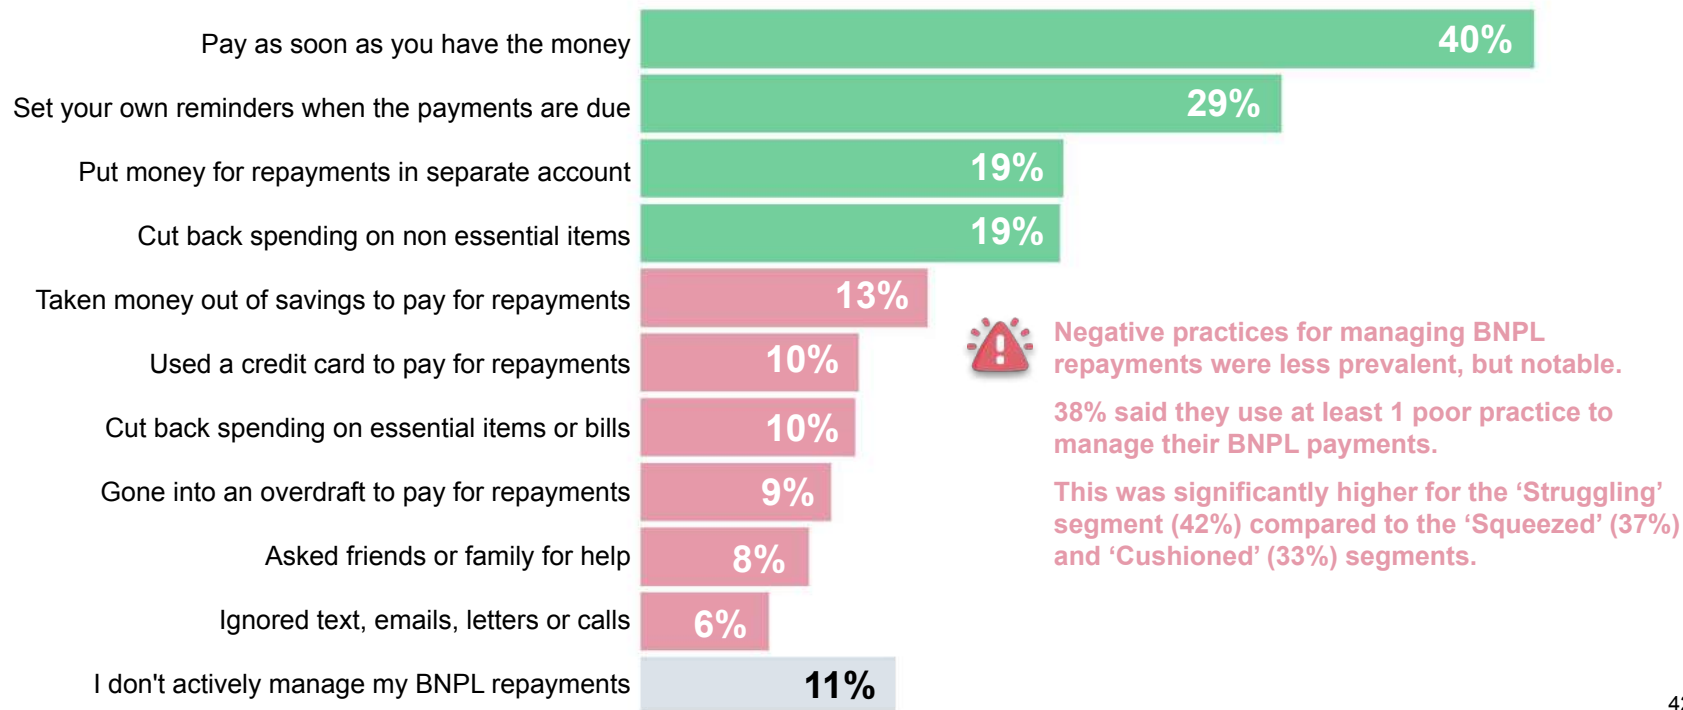 Pay as soon as you have the money 40%
Set your own reminders when the payments are due 29%
Put money for repayments in separate account 19%
Cut back spending on non essential items 19%
Taken money out of savings to pay for repayments 13%
Used a credit card to pay for repayments 10%
Cut back spending on essential items or bills 10%
Gone into an overdraft to pay for repayments 9%
Asked friends or family for help 8%
Ignored text, emails, letters or calls 6%
I don't actively manage my BNPL repayments 11%
Negative practices for managing BNPL
repayments were less prevalent, but notable.
38% said they use at least 1 poor practice to
manage their BNPL payments.
This was significantly higher for the ‘Struggling’
segment (42%) compared to the ‘Squeezed’ (37%)
and ‘Cushioned’ (33%) segments.